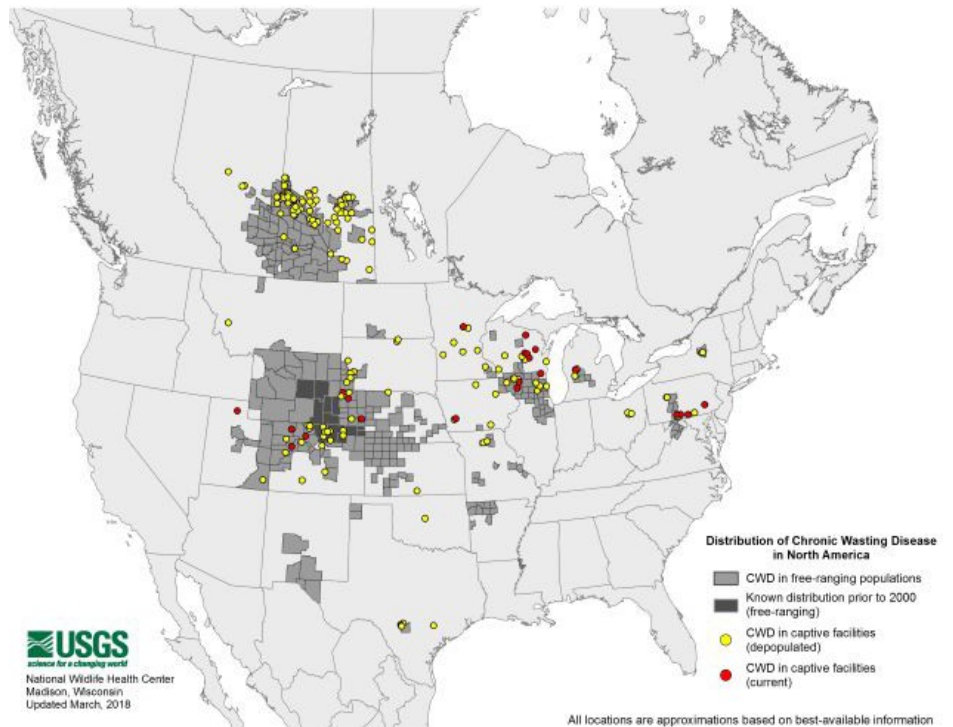 Distribution of Chronic Wasting Disease
in North America
CWD in free-ranging populations
Known distribution prior to 2000
(free-ranging)
CWD in captive facilities
(depopulated)
CWD in captive facilities
(current)
USGS
science for a changing world
National Wildlife Health Center
Madison, Wisconsin
Updated March, 2018
All locations are approximations based on best-available information